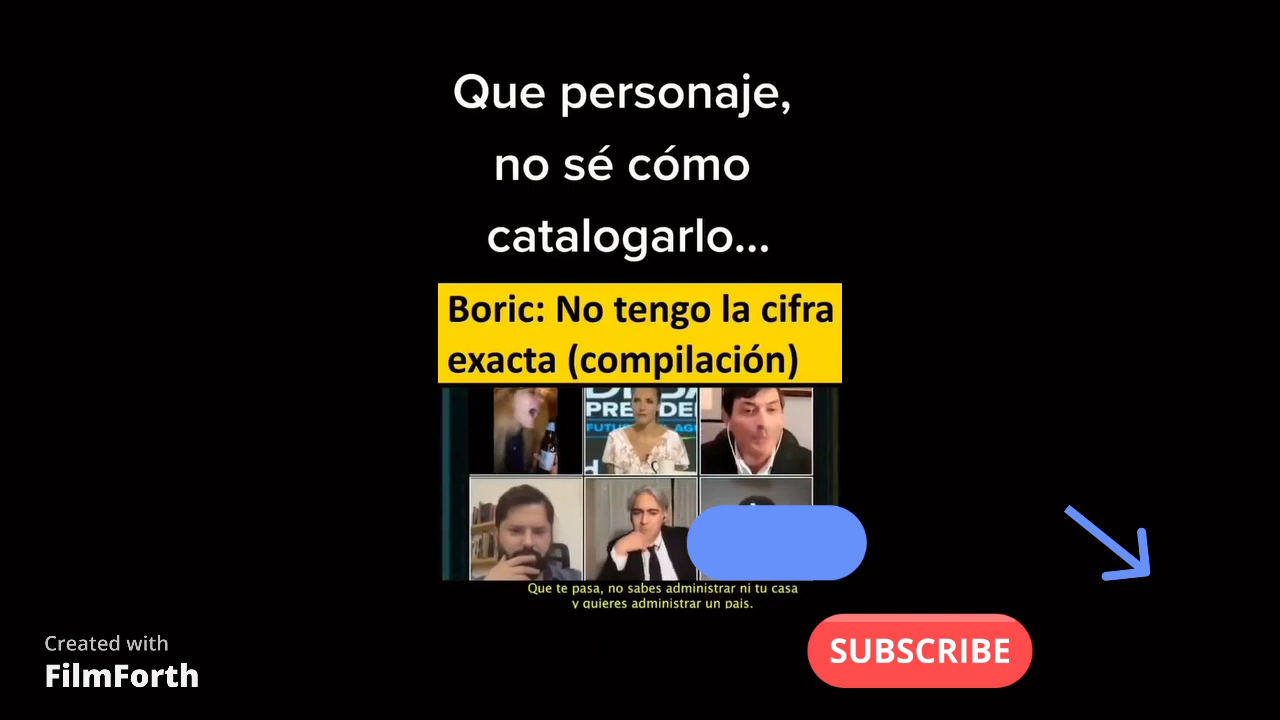 Que personaje,
no sé cómo
catalogarlo...
Boric: No tengo la cifra
exacta (compilación)
Que te pasa, no sabes administrar ni tu casa
y quieres administrar un pais.
Created with
FilmForth
SUBSCRIBE